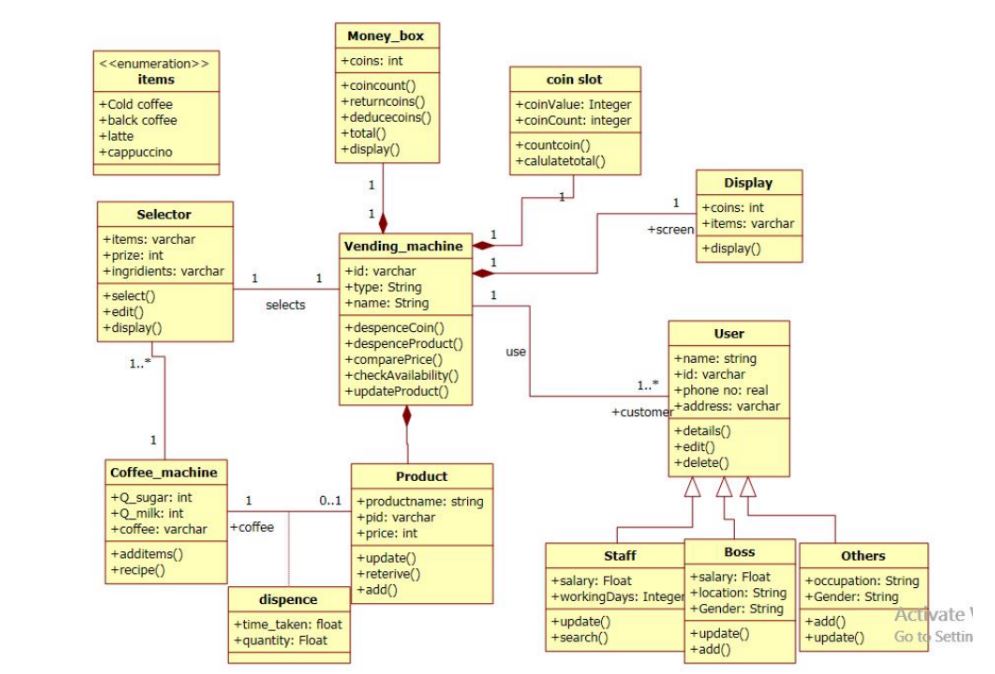 <<enumeration>>
items
+Cold coffee
+balck coffee
+latte
+cappuccino
Money_box
+coins: int
+coincount()
+returncoins()
+deducecoins()
+total()
+display()
coin slot
+coinValue: Integer
+coinCount: integer
+countcoin()
+calulatetotal()
Display
+coins: int
+items: varchar
+display()
Selector
+items: varchar
+prize: int
+ingridients: varchar
+select()
+edit()
+display()
Vending_machine
+id: varchar
+type: String
+name: String
+despenceCoin()
+despenceProduct()
+comparePrice()
+checkAvailability()
+updateProduct()
1
1
1
1
1
1
+screen
1
1
selects
1
use
1..*
+customer
User
+name: string
+id: varchar
+phone no: real
+address: varchar
+details()
+edit()
+delete()
1..*
1
Coffee_machine
+Q_sugar: int
+Q_milk: int
+coffee: varchar
+additems()
+recipe()
1
0..1
+coffee
Product
+productname: string
+pid: varchar
+price: int
+update()
+reterive()
+add()
dispence
+time_taken: float
+quantity: Float
Staff
+salary: Float
+workingDays: Integer
+update()
+search()
Boss
+salary: Float
+location: String
+Gender: String
+update()
+add()
Others
+occupation: String
+Gender: String
+add()
+update()
Activate
Go to Settin